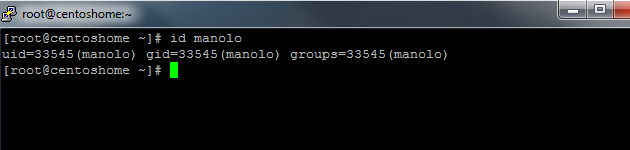 root@centoshome:~
[root@centoshome ~]# id manolo
uid=33545(manolo) gid=33545(manolo) groups=33545(manolo)
[root@centoshome ~]#